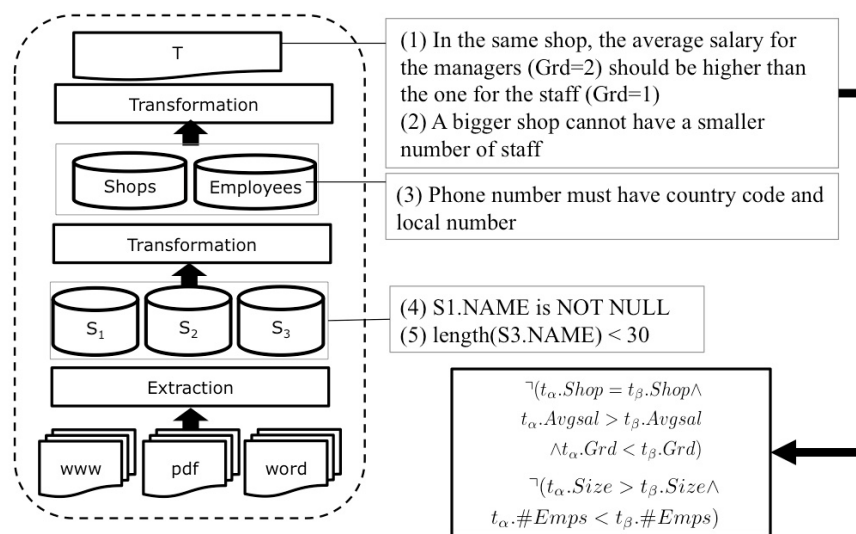 T
Transformation
Shops
Employees
Transformation
S1
S2
S3
Extraction
www
pdf
word
(1) In the same shop, the average salary for
the managers (Grd=2) should be higher than
the one for the staff (Grd=1)
(2) A bigger shop cannot have a smaller
number of staff
(3) Phone number must have country code and
local number
(4) S1.NAME is NOT NULL
(5) length(S3.NAME) < 30
¬(tα.Shop = tβ.Shop∧
tα.Avgsal > tβ.Avgsal
∧tα.Grd < tβ.Grd)
¬(tα.Size > tβ.Size∧
tα.#Emps < tβ.#Emps)